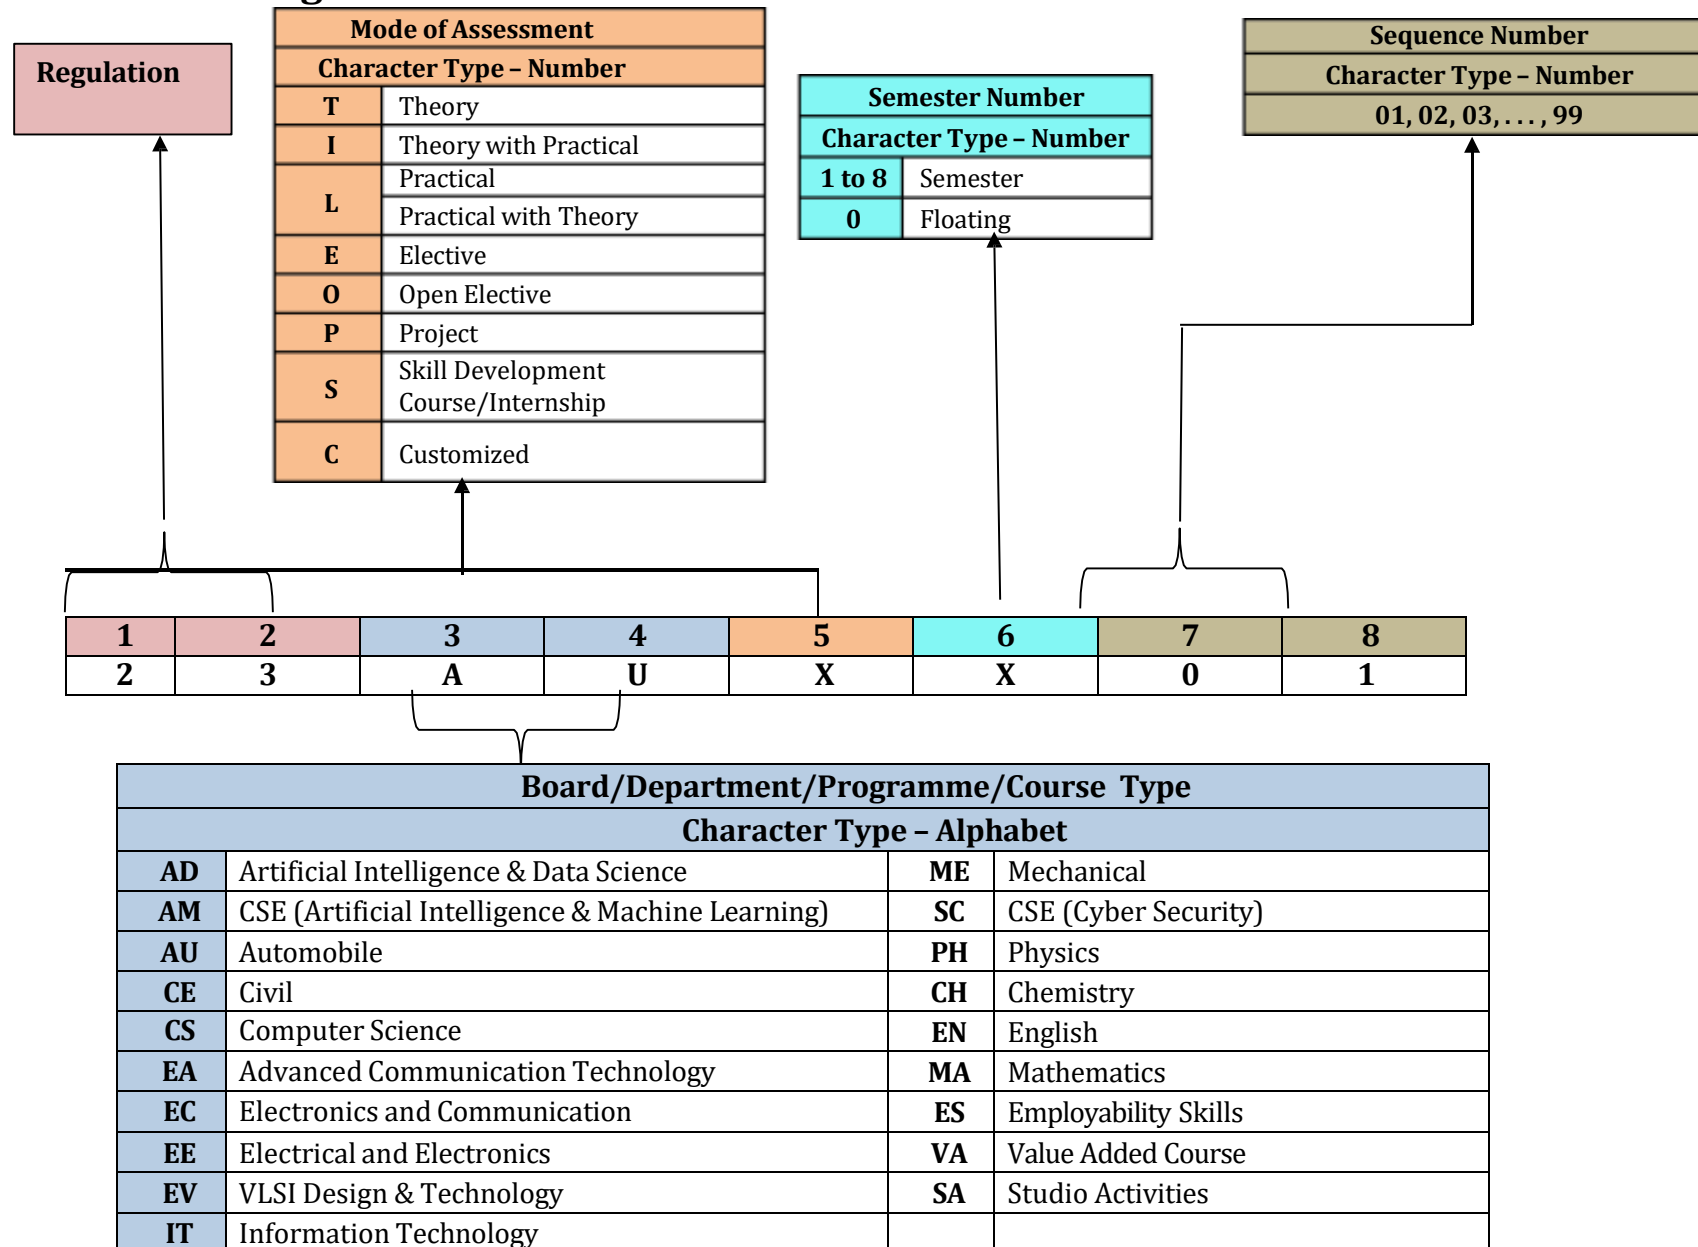 Regulation
Mode of Assessment
Character Type – Number
T Theory
I Theory with Practical
L Practical
Practical with Theory
E Elective
O Open Elective
P Project
S Skill Development
Course/Internship
C Customized
Semester Number
Character Type – Number
1 to 8 Semester
0 Floating
Sequence Number
Character Type – Number
01, 02, 03, . . . , 99
1 2 3 4 5 6 7 8
2 3 A U X X 0 1
Board/Department/Programme/Course Type
Character Type – Alphabet
AD Artificial Intelligence & Data Science ME Mechanical
AM CSE (Artificial Intelligence & Machine Learning) SC CSE (Cyber Security)
AU Automobile PH Physics
CE Civil CH Chemistry
CS Computer Science EN English
EA Advanced Communication Technology MA Mathematics
EC Electronics and Communication ES Employability Skills
EE Electrical and Electronics VA Value Added Course
EV VLSI Design & Technology SA Studio Activities
IT Information Technology